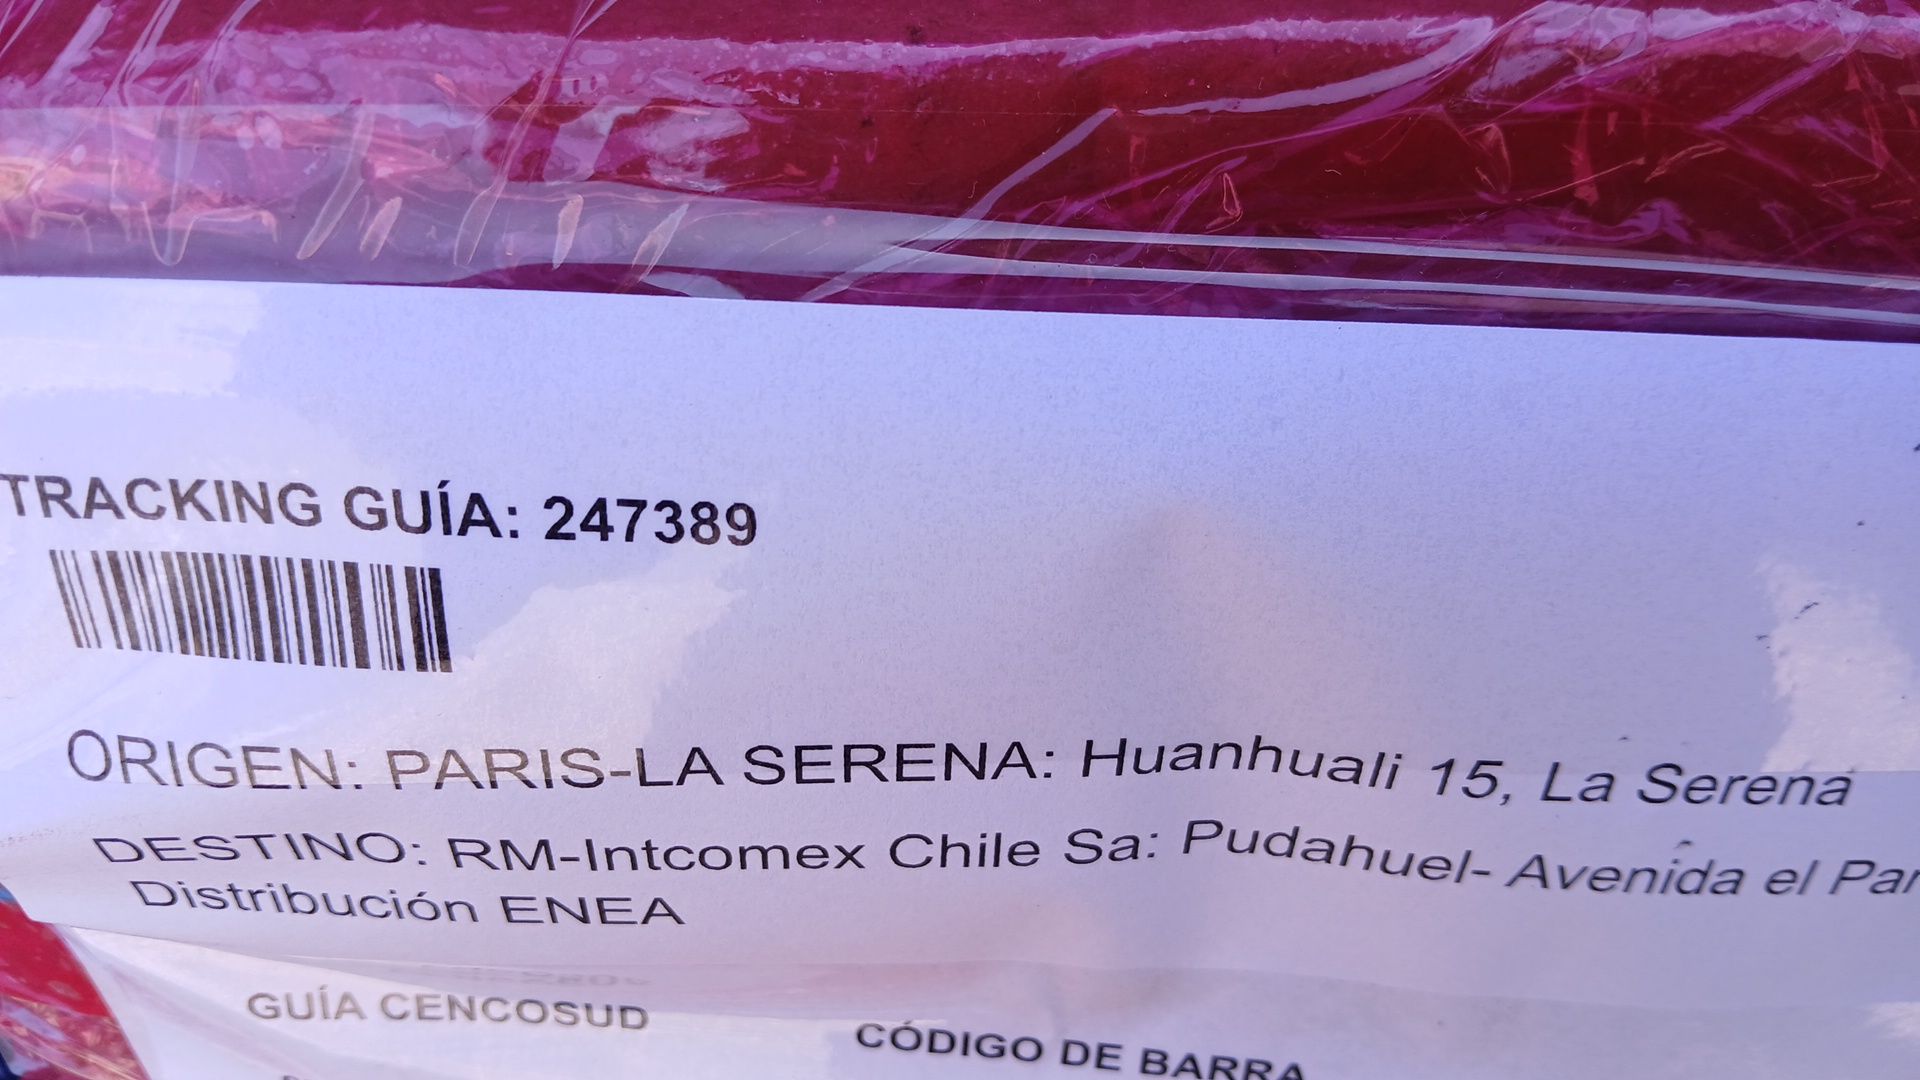 TRACKING GUÍA: 247389
ORIGEN: PARIS-LA SERENA: Huanhuali 15, La Serena
DESTINO: RM-Intcomex Chile Sa: Pudahuel- Avenida el Par
Distribución ENEA
GUÍA CENCOSUD
CÓDIGO DE BARRA